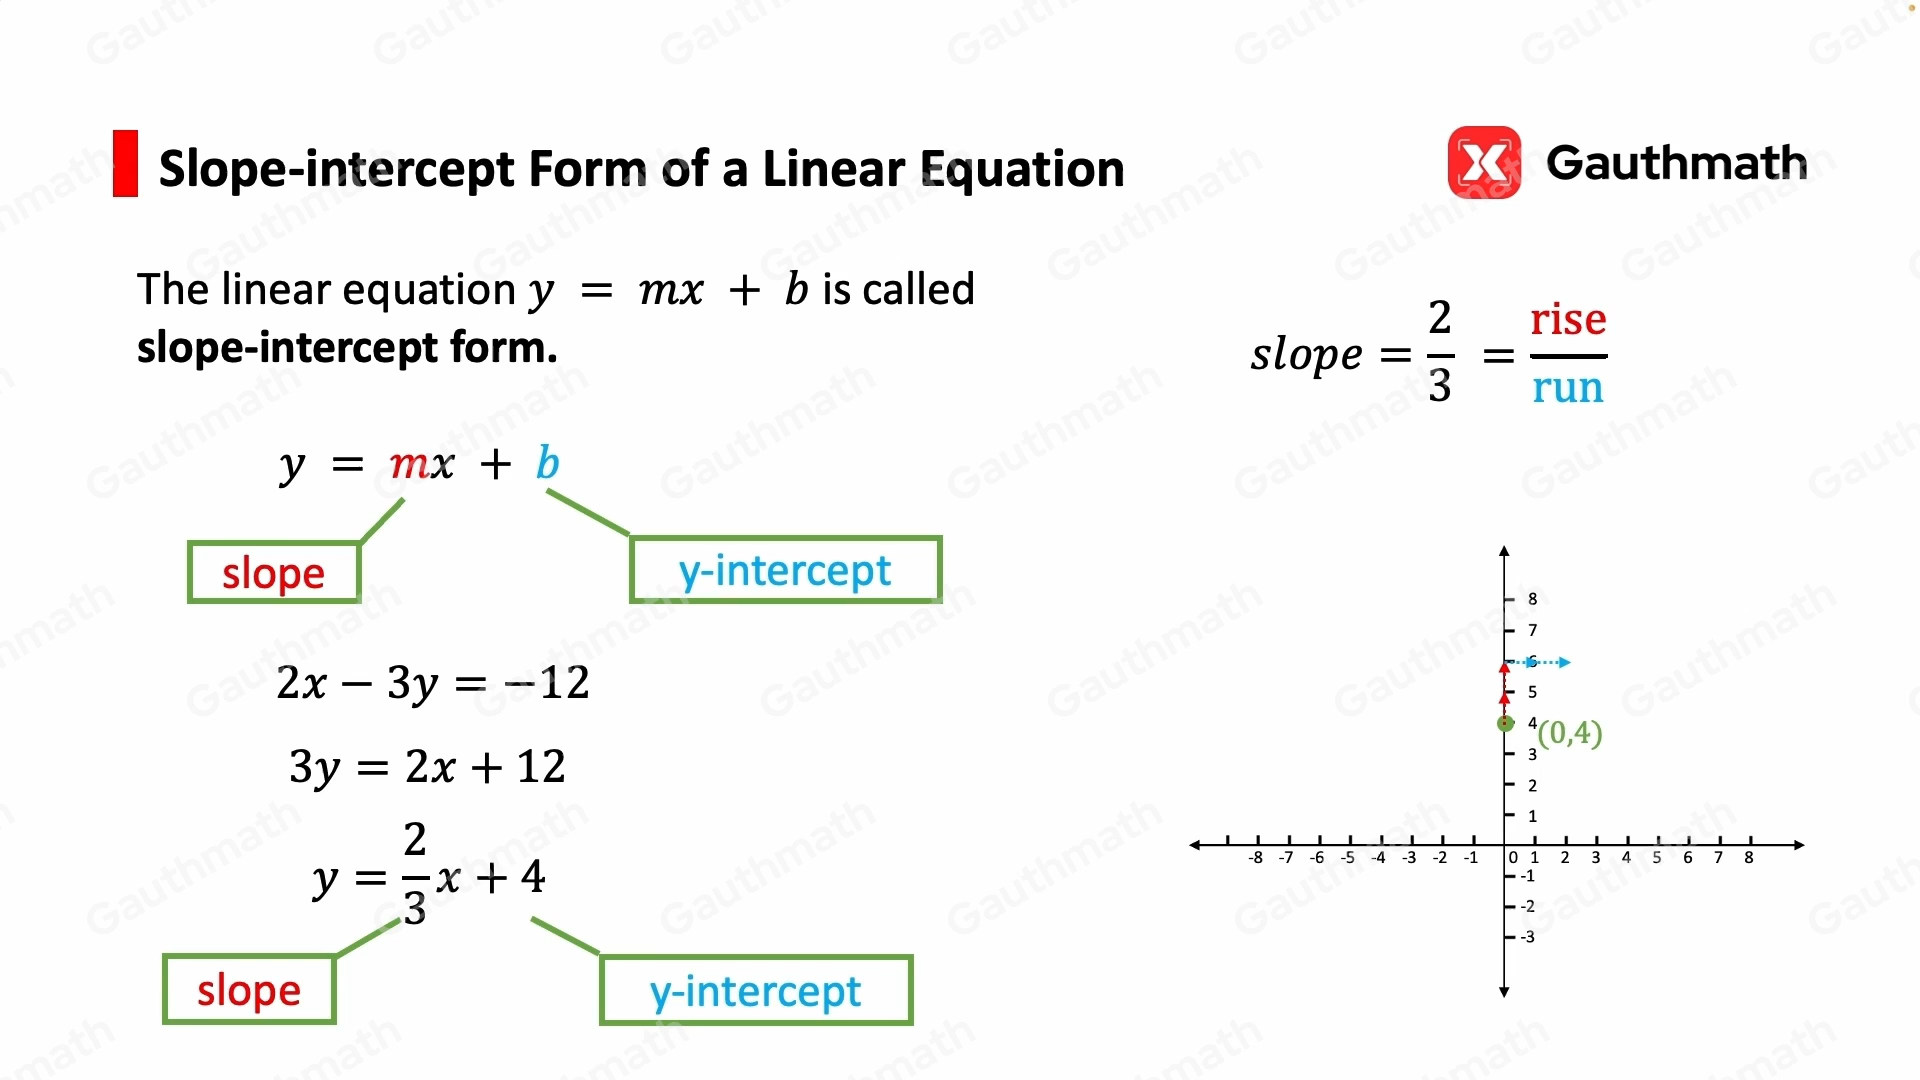 Slope-intercept Form of a Linear Equation
Gauthmath
The linear equation y = mx + b is called
slope-intercept form.
slope = 2/3 = rise/run
y = mx + b
slope
y-intercept
2x − 3y = −12
3y = 2x + 12
y = 2/3 x + 4
slope
y-intercept
8
7
6
5
4
(0,4)
3
2
1
-8 -7 -6 -5 -4 -3 -2 -1 0 1 2 3 4 5 6 7 8
-1
-2
-3